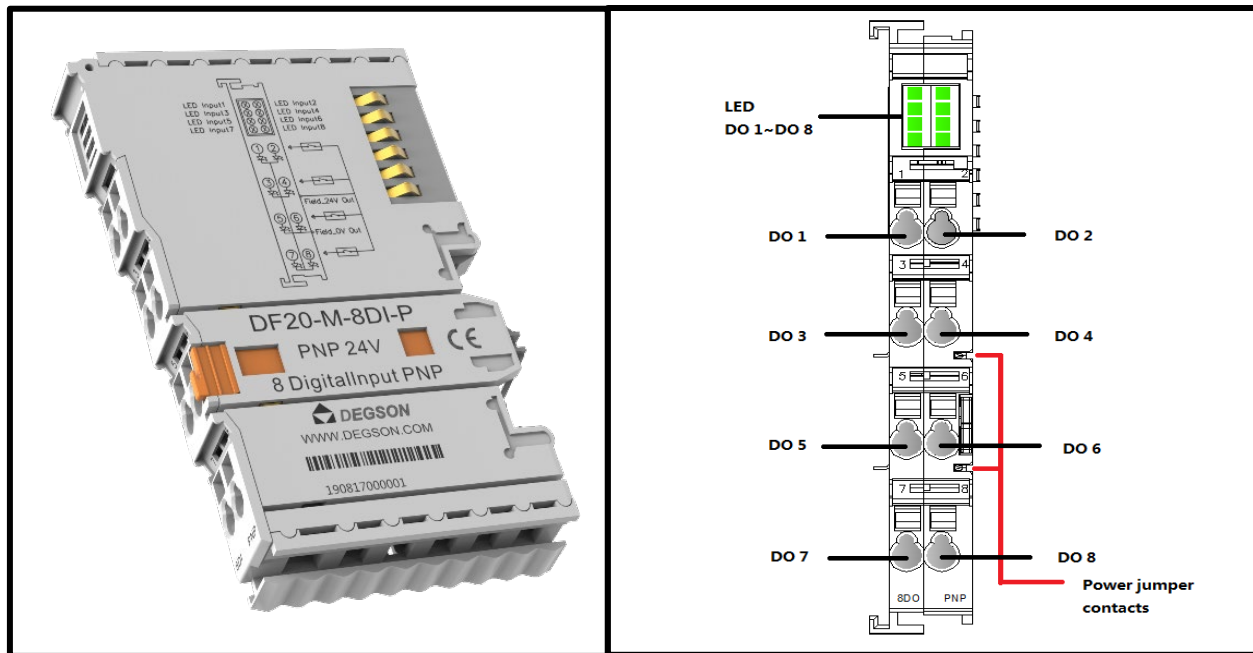 LED Input1
LED Input3
LED Input5
LED Input7
LED Input2
LED Input4
LED Input6
LED Input8
1 2
3 4
Field_24V Out
5 6
Field_0V Out
7 8
DF20-M-8DI-P
PNP 24V
CE
8 DigitalInput PNP
DEGSON
WWW.DEGSON.COM
190817000001
PNP
LED
DO 1~DO 8
1 2
DO 1 DO 2
3 4
DO 3 DO 4
5 6
DO 5 DO 6
7 8
DO 7 DO 8
Power jumper
contacts
8DO PNP